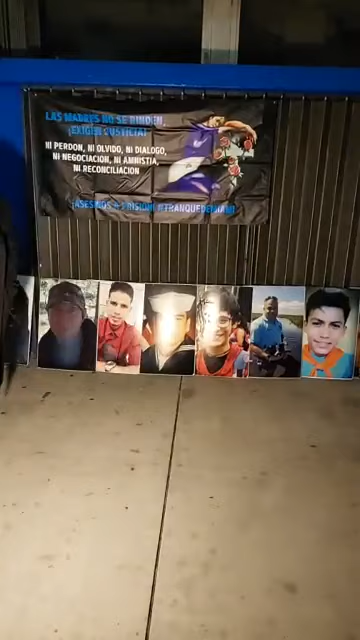 LAS MADRES NO SE RINDEN,
¡EXIGEN JUSTICIA!
NI PERDON, NI OLVIDO, NI DIALOGO,
NI NEGOCIACION, NI AMNISTIA,
NI RECONCILIACION
¡ASESINOS A PRISION! #TRANQUEDEMIAMI